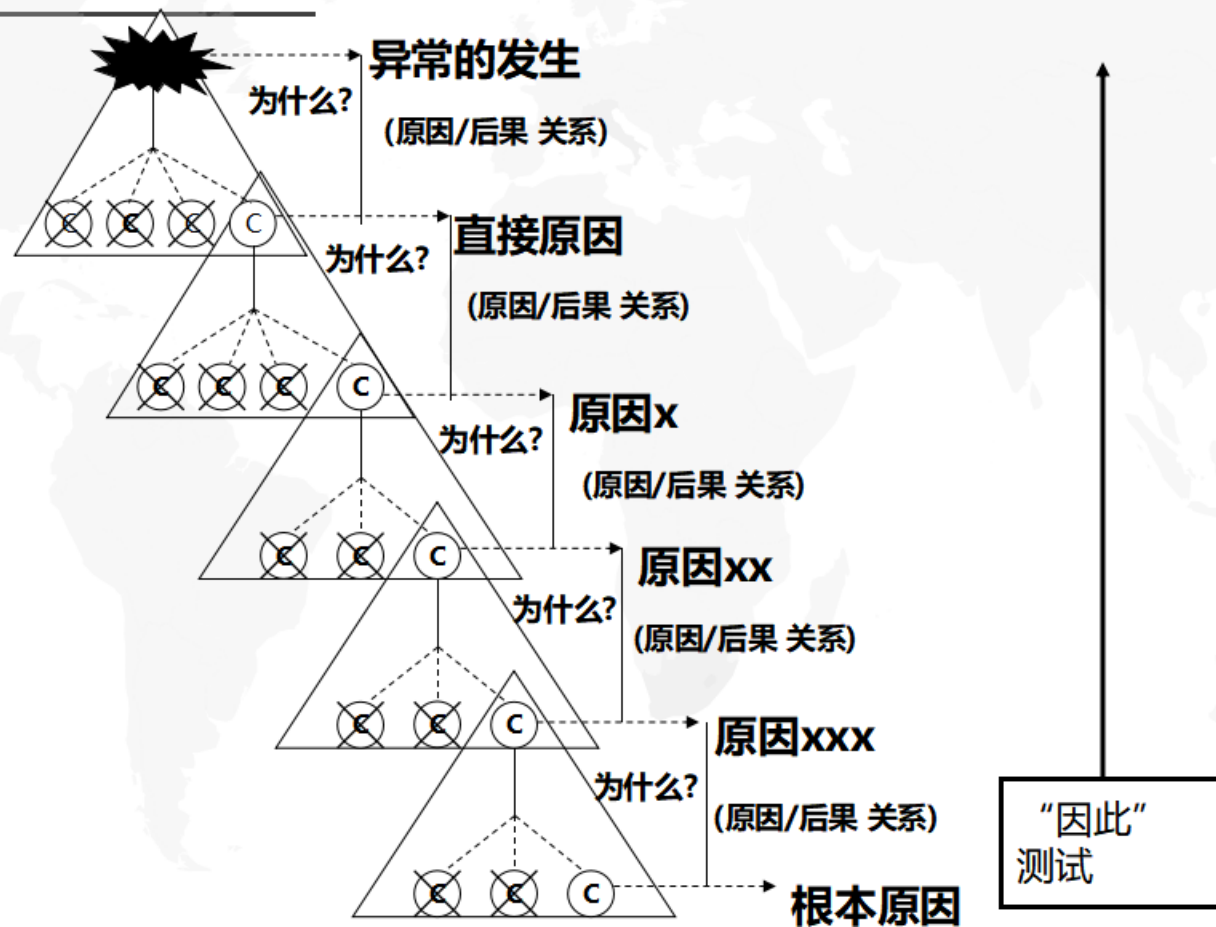 异常的发生
为什么?
(原因/后果 关系)
C C C C
直接原因
为什么?
(原因/后果 关系)
C C C C
原因x
为什么?
(原因/后果 关系)
C C C
原因xx
为什么?
(原因/后果 关系)
C C C
原因xxx
为什么?
(原因/后果 关系)
C C C
根本原因
“因此”
测试